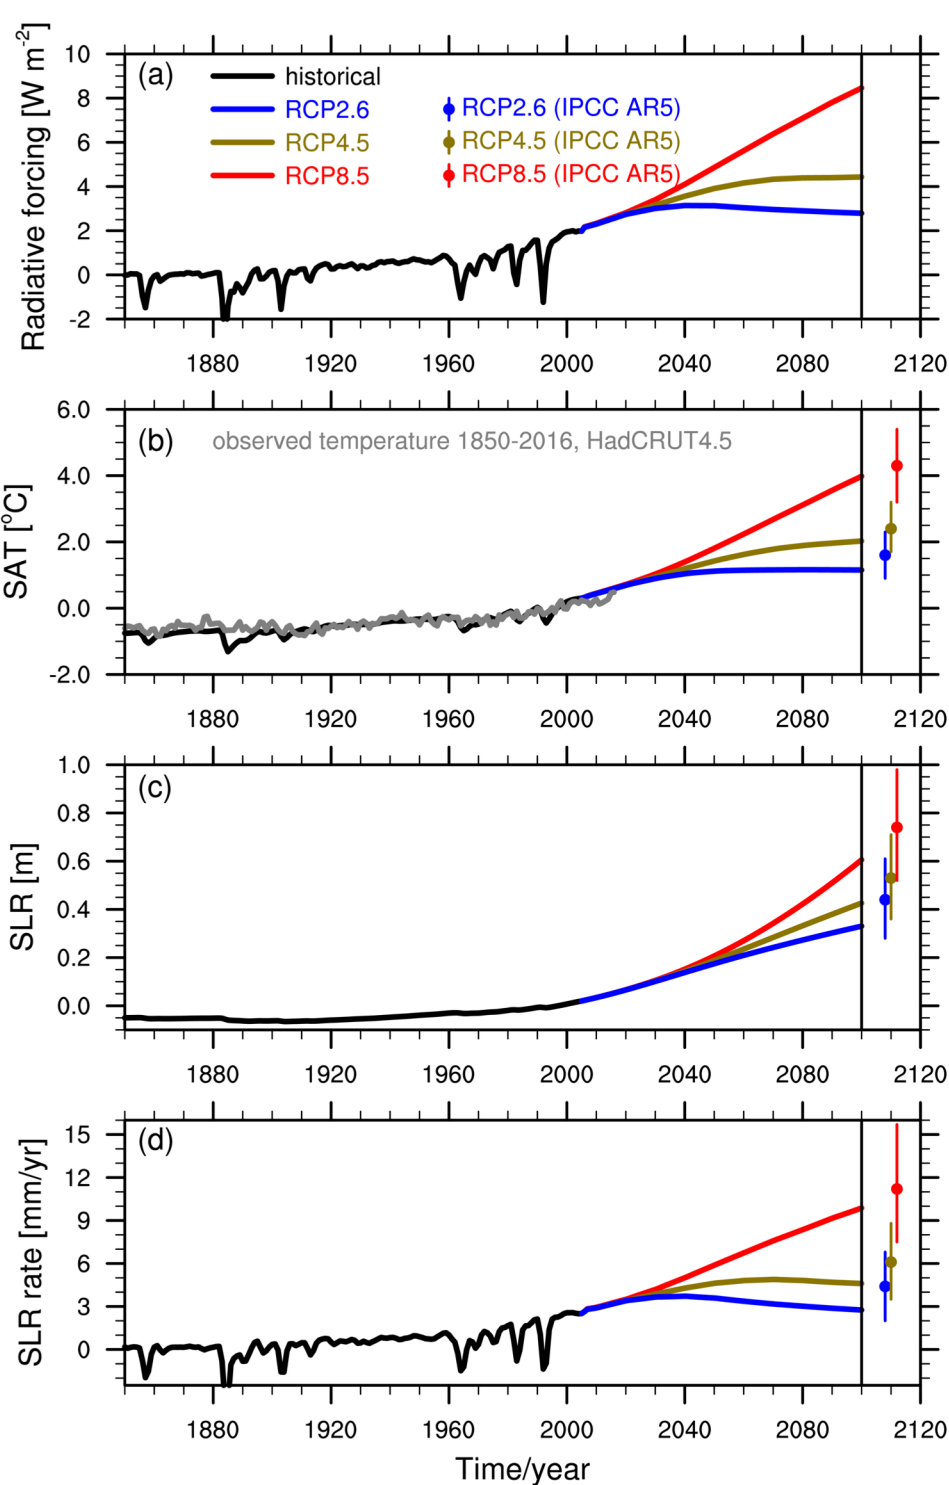 Radiative forcing [W m-2]
10
8
6
4
2
0
-2
(a)
historical
RCP2.6
RCP4.5
RCP8.5
RCP2.6 (IPCC AR5)
RCP4.5 (IPCC AR5)
RCP8.5 (IPCC AR5)
1880 1920 1960 2000 2040 2080 2120
SAT [oC]
6.0
4.0
2.0
0.0
-2.0
(b)
observed temperature 1850-2016, HadCRUT4.5
1880 1920 1960 2000 2040 2080 2120
SLR [m]
1.0
0.8
0.6
0.4
0.2
0.0
(c)
1880 1920 1960 2000 2040 2080 2120
SLR rate [mm/yr]
15
12
9
6
3
0
(d)
1880 1920 1960 2000 2040 2080 2120
Time/year